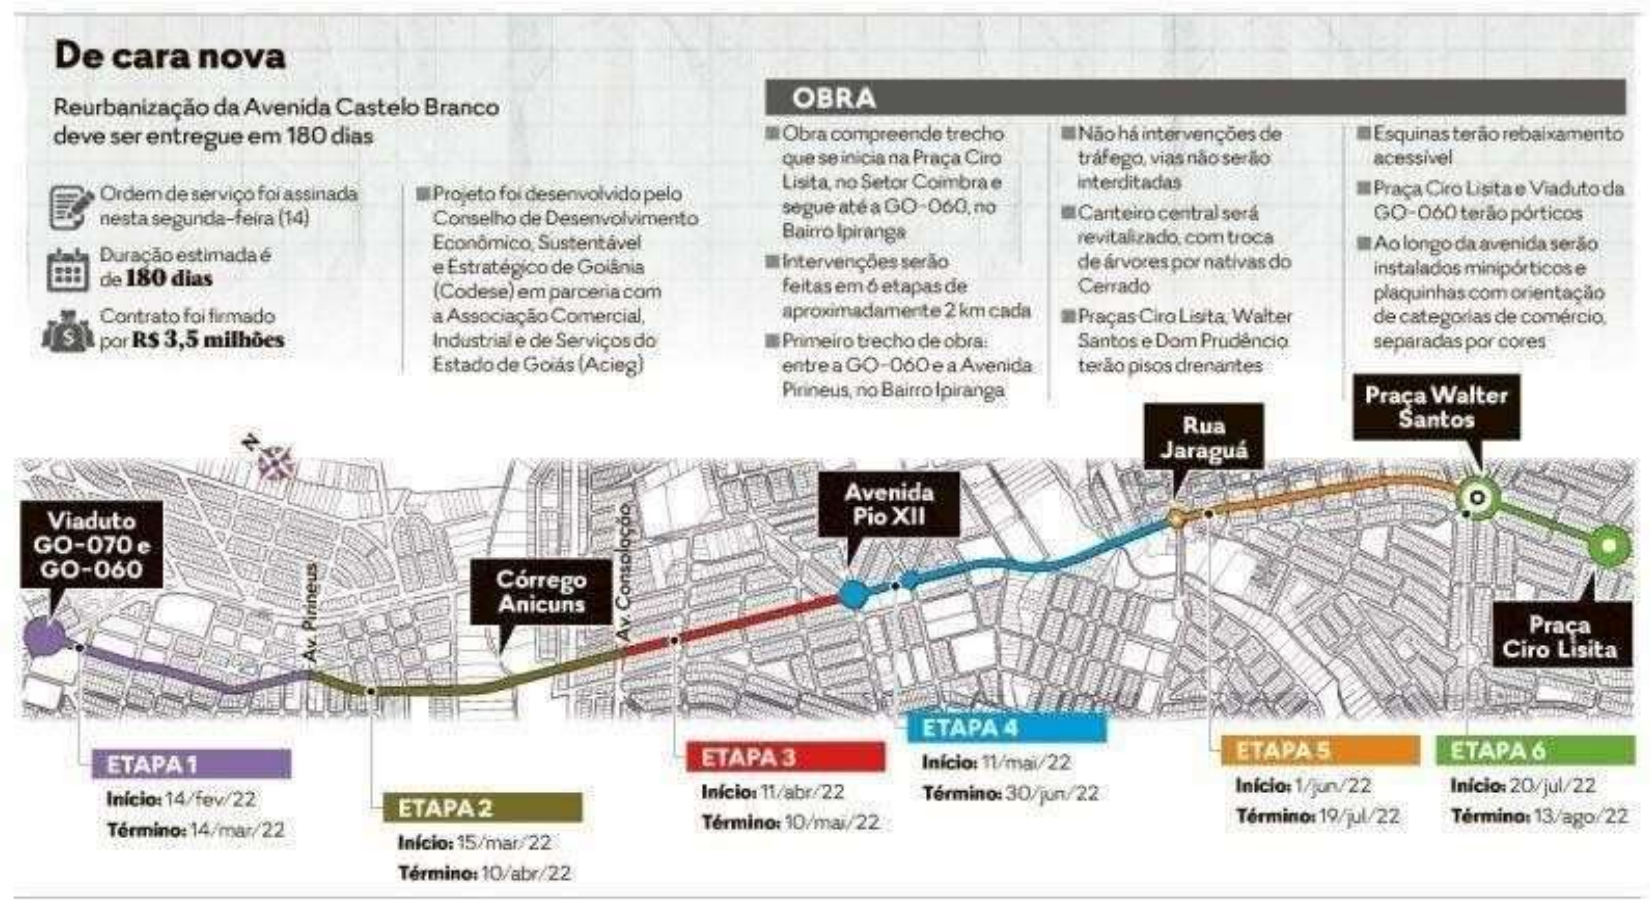 De cara nova
Reurbanização da Avenida Castelo Branco
deve ser entregue em 180 dias
Ordem de serviço foi assinada
nesta segunda-feira (14)
Duração estimada é
de 180 dias
Contrato foi firmado
por R$ 3,5 milhões
Projeto foi desenvolvido pelo
Conselho de Desenvolvimento
Econômico, Sustentável
e Estratégico de Goiânia
(Codese) em parceria com
a Associação Comercial,
Industrial e de Serviços do
Estado de Goiás (Acieg)
OBRA
Obra compreende trecho
que se inicia na Praça Ciro
Lisita, no Setor Coimbra e
segue até a GO-060, no
Bairro Ipiranga
Intervenções serão
feitas em 6 etapas de
aproximadamente 2 km cada
Primeiro trecho de obra:
entre a GO-060 e a Avenida
Pirineus, no Bairro Ipiranga
Não há intervenções de
tráfego, vias não serão
interditadas
Canteiro central será
revitalizado, com troca
de árvores por nativas do
Cerrado
Praças Ciro Lisita, Walter
Santos e Dom Prudêncio
terão pisos drenantes
Esquinas terão rebaixamento
acessível
Praça Ciro Lisita e Viaduto da
GO-060 terão pórticos
Ao longo da avenida serão
instalados minipórticos e
plaquinhas com orientação
de categorias de comércio,
separadas por cores
N
Viaduto
GO-070 e
GO-060
Av. Pirineus
Córrego
Anicuns
Av. Consolação
Avenida
Pio XII
Rua
Jaraguá
Praça Walter
Santos
Praça
Ciro Lisita
ETAPA 1
Início: 14/fev/22
Término: 14/mar/22
ETAPA 2
Início: 15/mar/22
Término: 10/abr/22
ETAPA 3
Início: 11/abr/22
Término: 10/mai/22
ETAPA 4
Início: 11/mai/22
Término: 30/jun/22
ETAPA 5
Início: 1/jun/22
Término: 19/jul/22
ETAPA 6
Início: 20/jul/22
Término: 13/ago/22